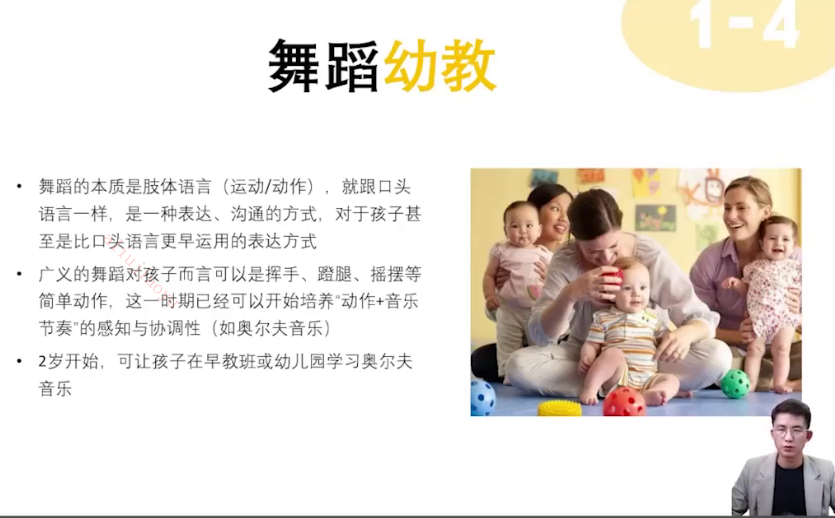 1-4
舞蹈幼教
• 舞蹈的本质是肢体语言（运动/动作），就跟口头
语言一样，是一种表达、沟通的方式，对于孩子甚
至是比口头语言更早运用的表达方式
• 广义的舞蹈对孩子而言可以是挥手、蹬腿、摇摆等
简单动作，这一时期已经可以开始培养“动作+音乐
节奏”的感知与协调性（如奥尔夫音乐）
• 2岁开始，可让孩子在早教班或幼儿园学习奥尔夫
音乐